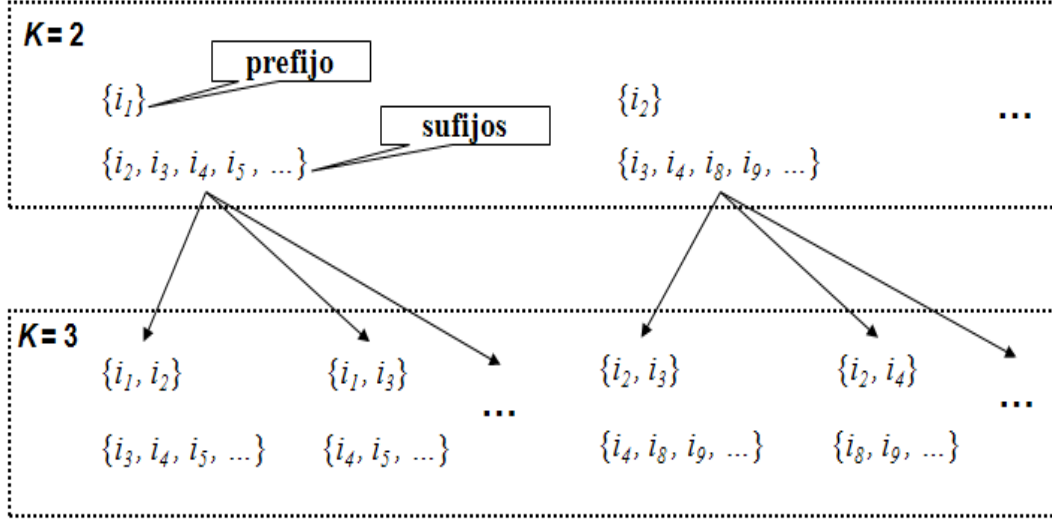 K = 2
prefijo
{i₁}
{i₂}
...
sufijos
{i₂, i₃, i₄, i₅, ...}
{i₃, i₄, i₈, i₉, ...}
K = 3
{i₁, i₂}
{i₁, i₃}
...
{i₂, i₃}
{i₂, i₄}
...
{i₃, i₄, i₅, ...}
{i₄, i₅, ...}
{i₄, i₈, i₉, ...}
{i₈, i₉, ...}